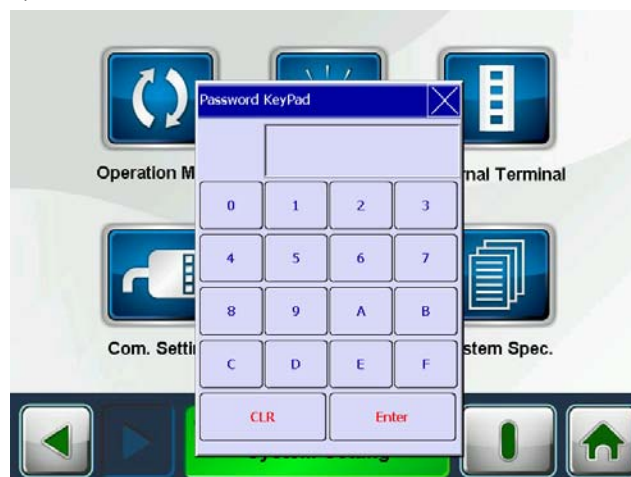 Password KeyPad
Operation M
nal Terminal
0 1 2 3
4 5 6 7
8 9 A B
Com. Setti
stem Spec.
C D E F
CLR Enter